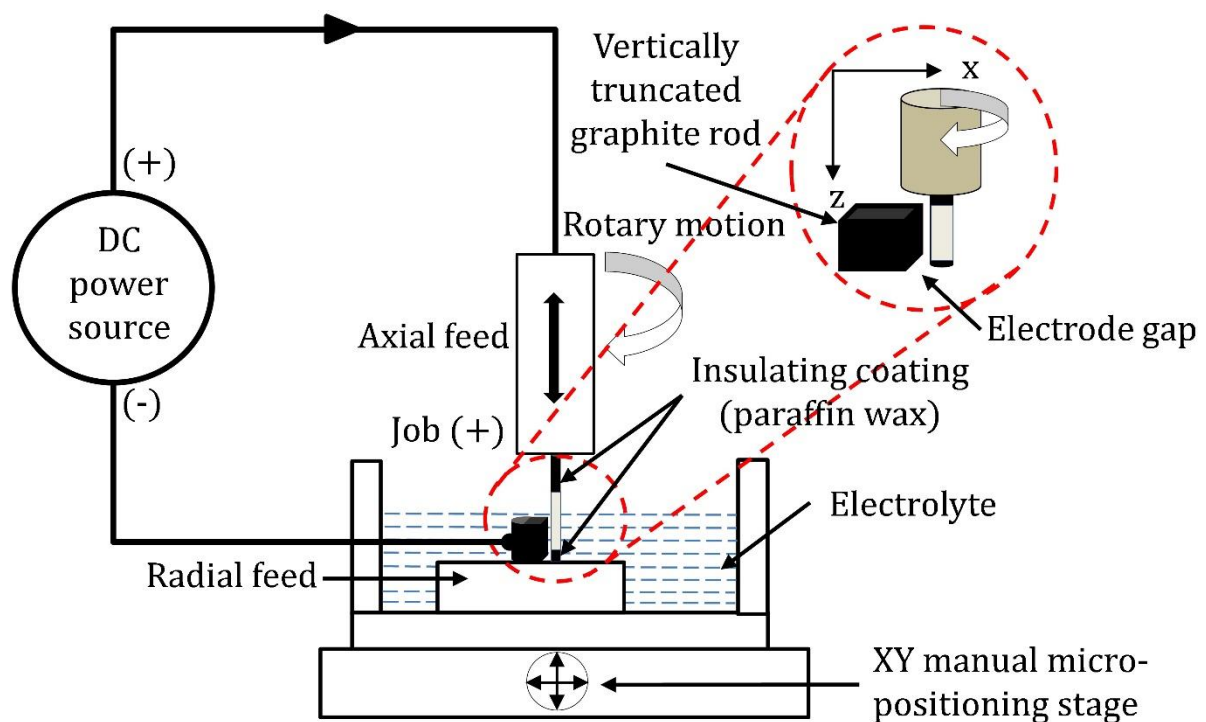 Vertically
truncated
graphite rod
x
z
(+)
DC
power
source
(-)
Rotary motion
Axial feed
Electrode gap
Insulating coating
(paraffin wax)
Job (+)
Electrolyte
Radial feed
XY manual micro-
positioning stage